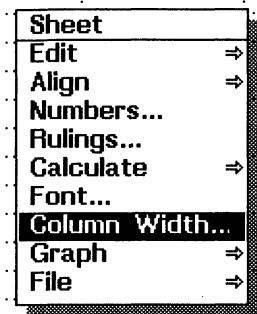 Sheet
Edit ⇒
Align ⇒
Numbers...
Rulings...
Calculate ⇒
Font...
Column Width...
Graph ⇒
File ⇒